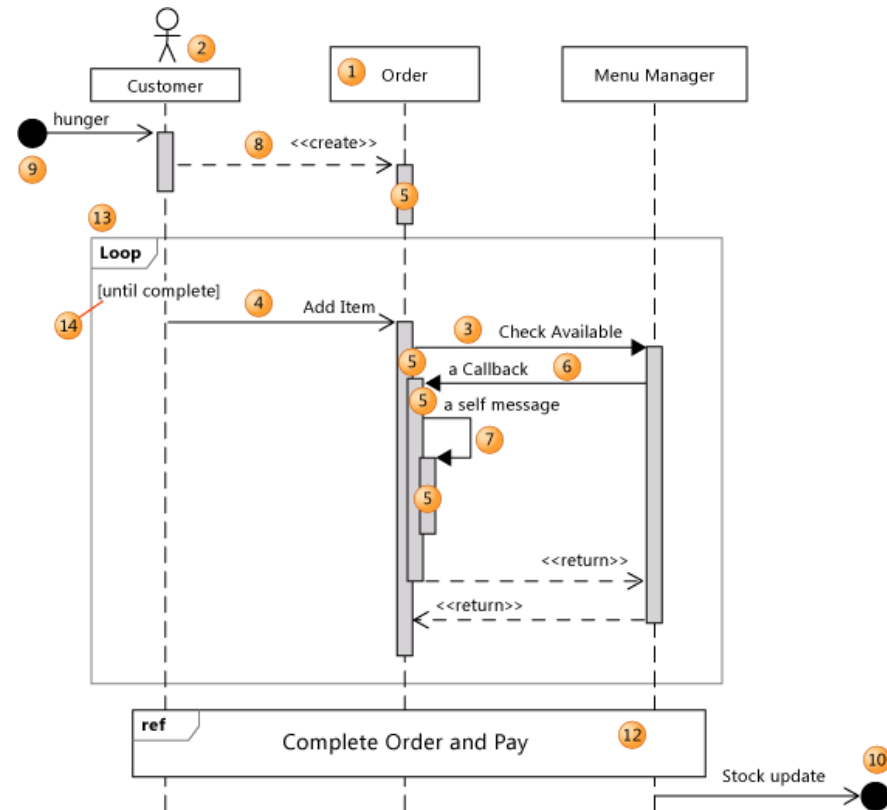 2
1 Order
Menu Manager
Customer
hunger
8 <<create>>
9
5
13
Loop
[until complete]
14
4 Add Item
3 Check Available
5
a Callback 6
5 a self message
7
5
<<return>>
<<return>>
ref
Complete Order and Pay 12
10
Stock update